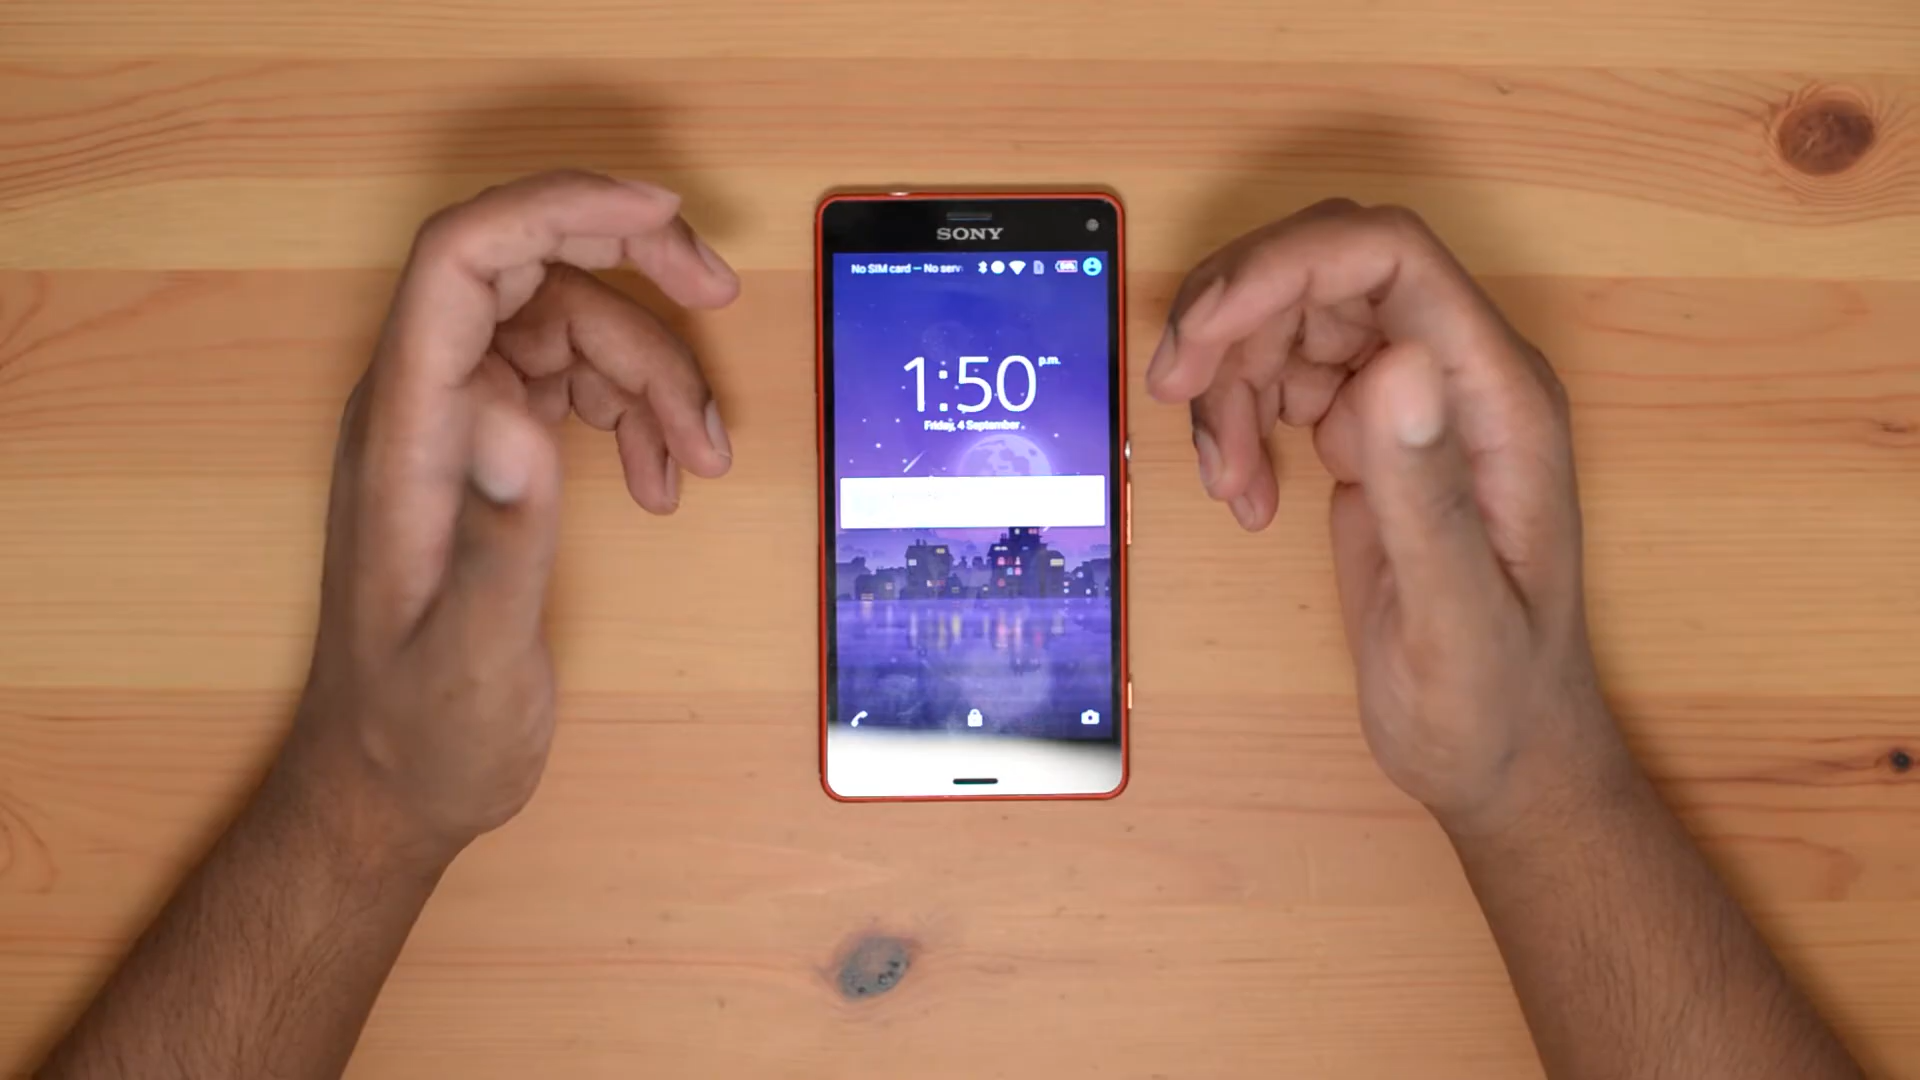 SONY
No SIM card – No serv
1:50 p.m.
Friday, 4 September